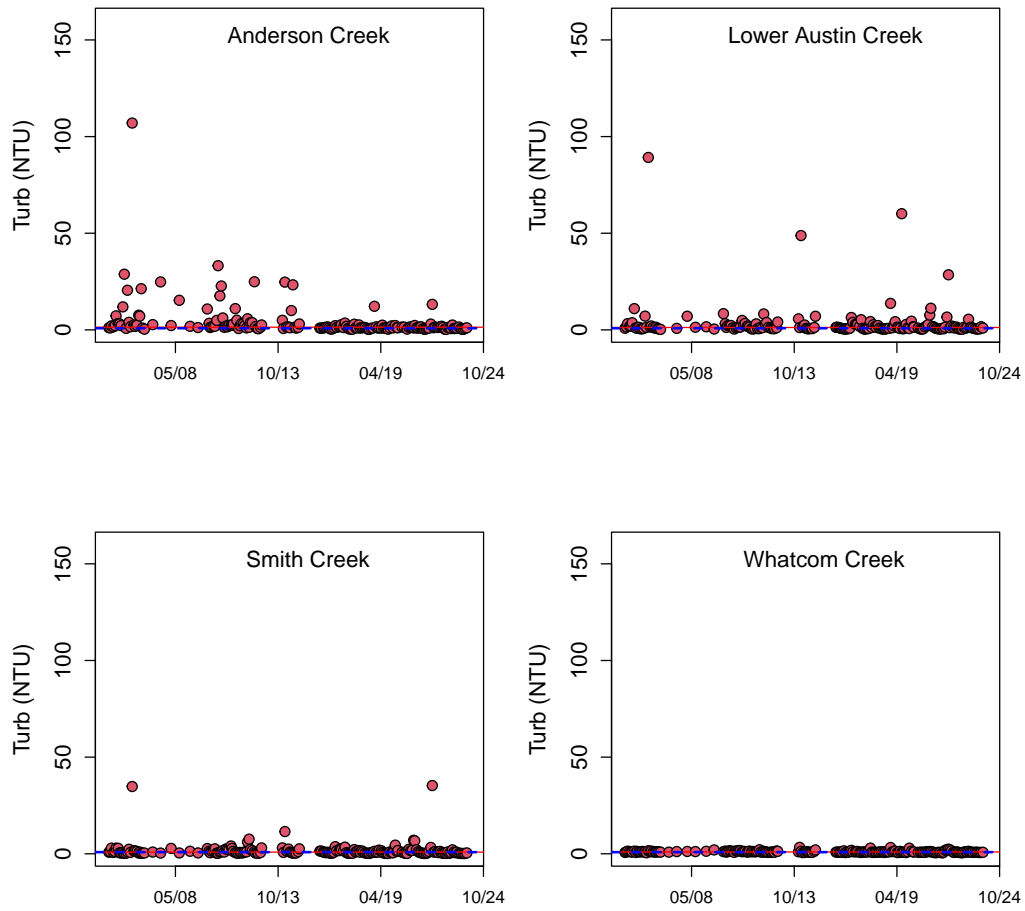 Anderson Creek
Turb (NTU)
150
100
50
0
05/08 10/13 04/19 10/24
Lower Austin Creek
Turb (NTU)
150
100
50
0
05/08 10/13 04/19 10/24
Smith Creek
Turb (NTU)
150
100
50
0
05/08 10/13 04/19 10/24
Whatcom Creek
Turb (NTU)
150
100
50
0
05/08 10/13 04/19 10/24